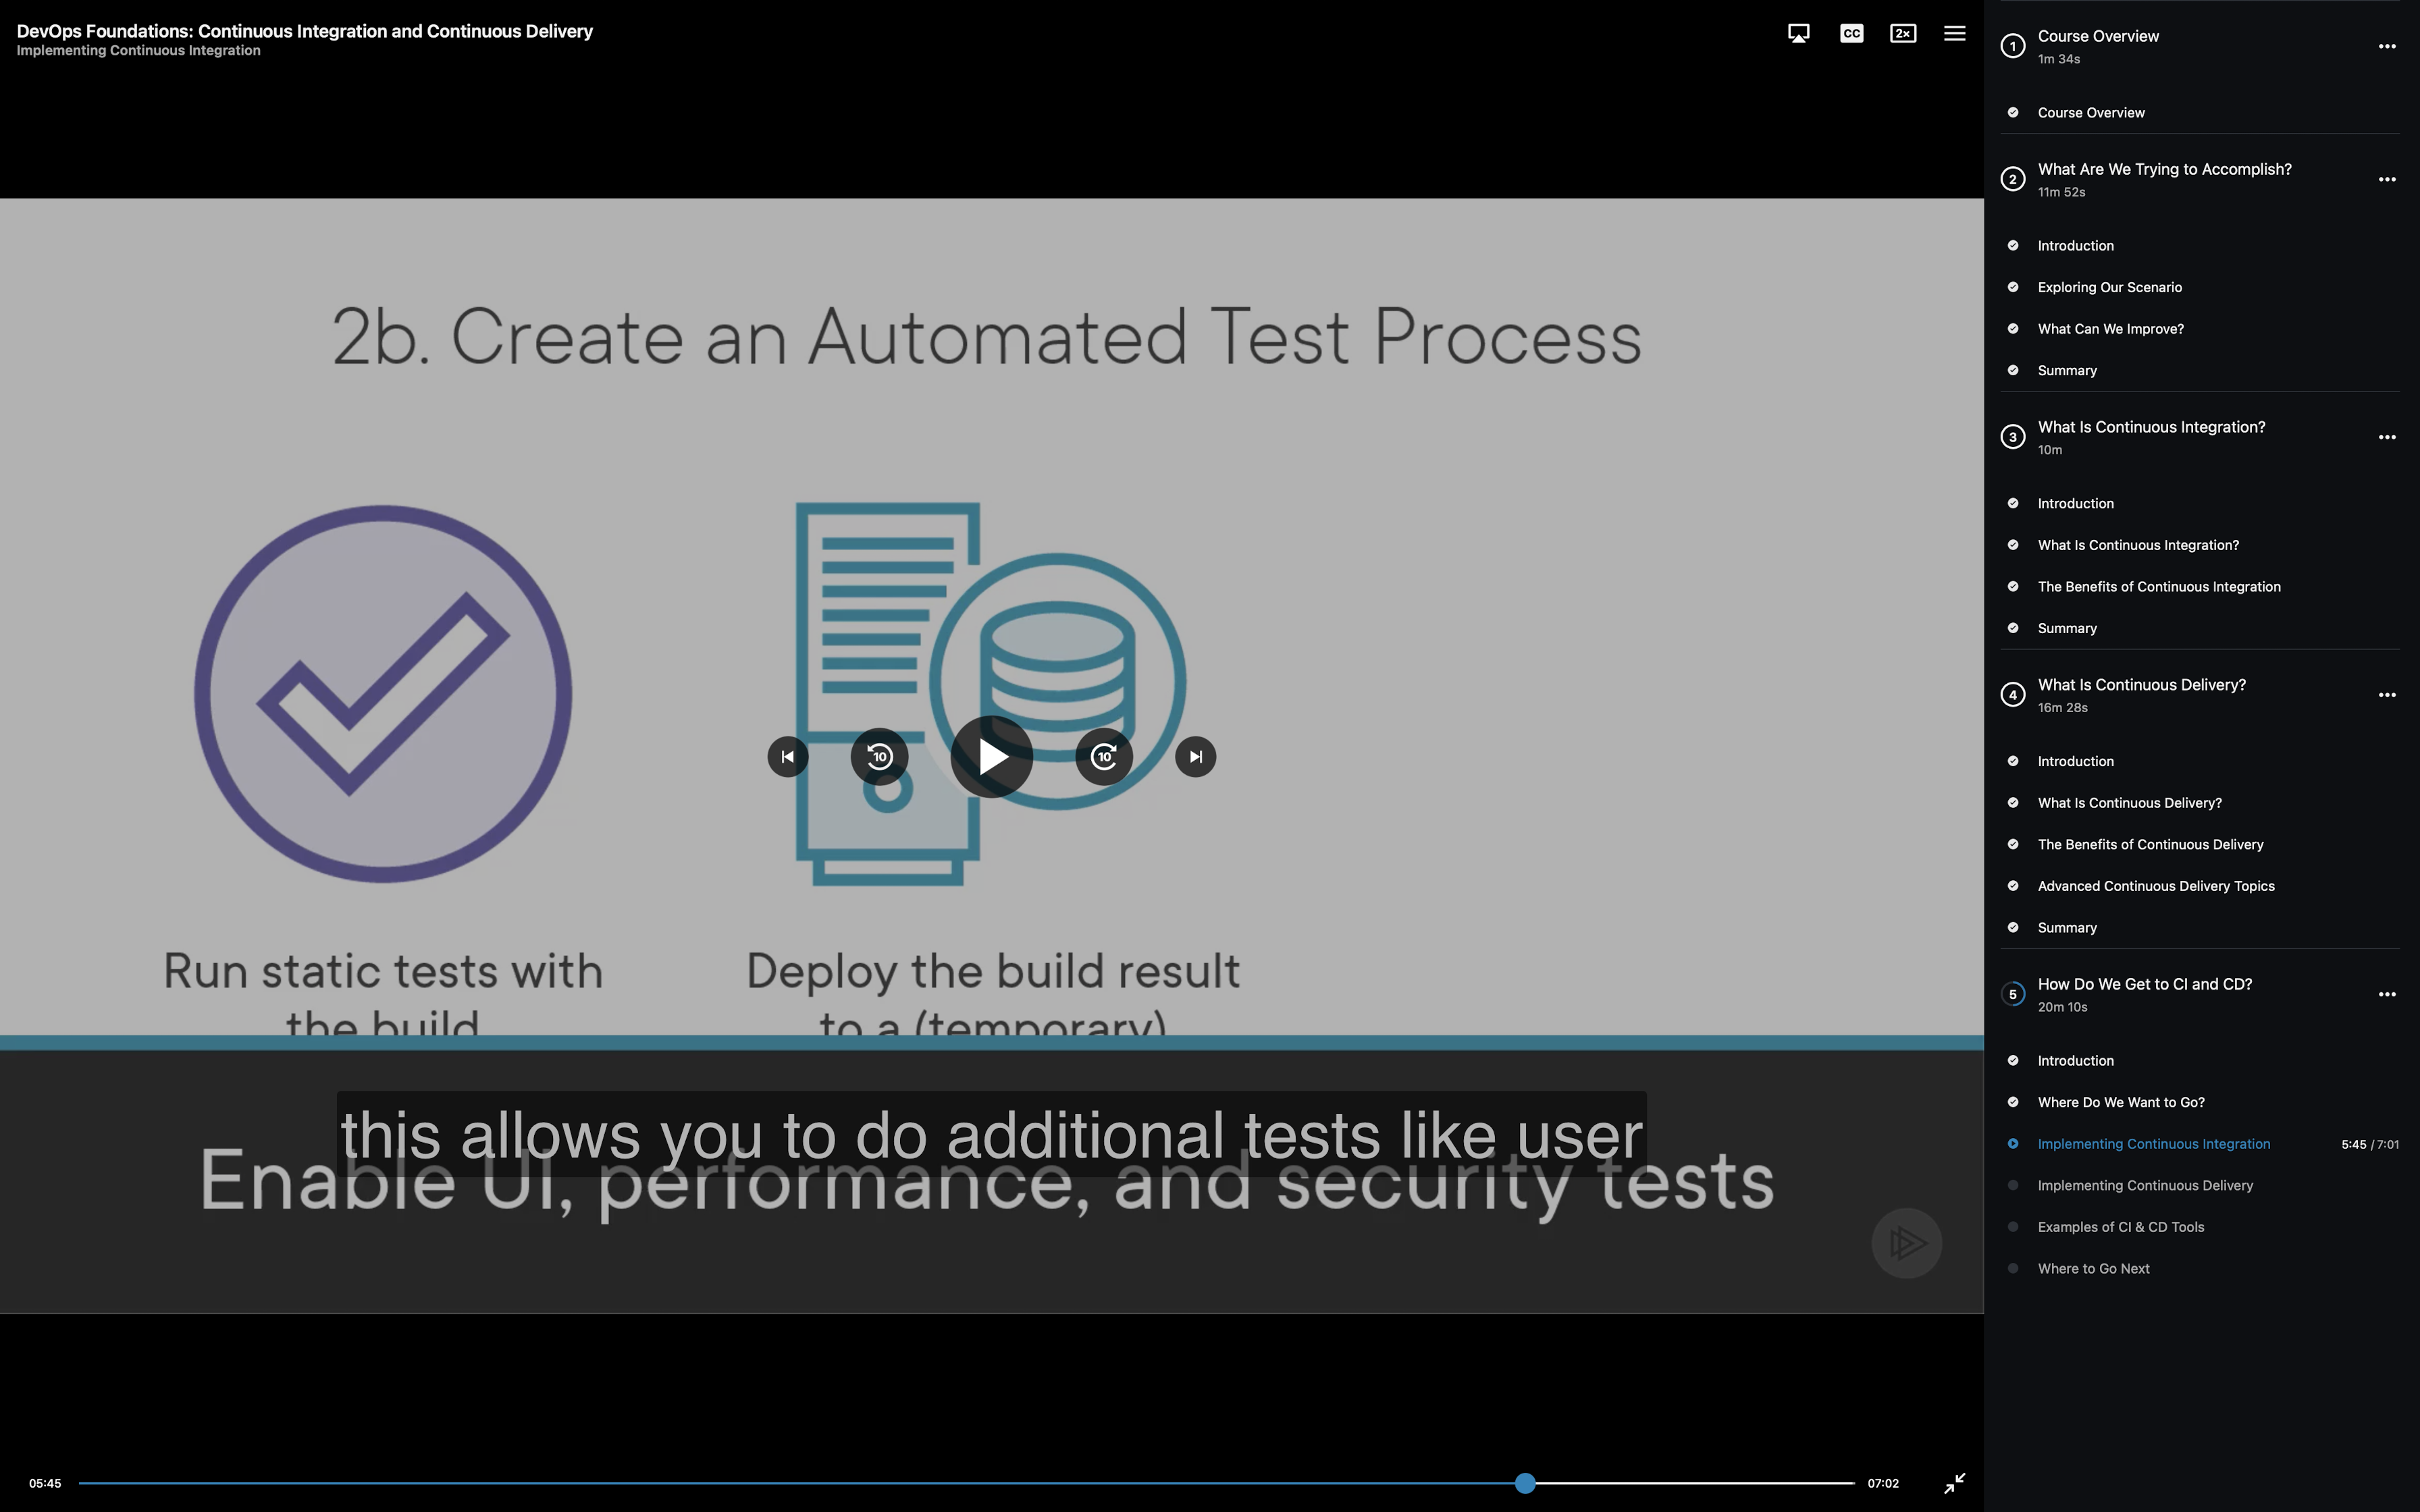 DevOps Foundations: Continuous Integration and Continuous Delivery
Implementing Continuous Integration
CC
2×
2b. Create an Automated Test Process
10
10
Run static tests with
the build
Deploy the build result
to a (temporary)
this allows you to do additional tests like user
Enable UI, performance, and security tests
05:45
07:02
1
Course Overview
1m 34s
Course Overview
2
What Are We Trying to Accomplish?
11m 52s
Introduction
Exploring Our Scenario
What Can We Improve?
Summary
3
What Is Continuous Integration?
10m
Introduction
What Is Continuous Integration?
The Benefits of Continuous Integration
Summary
4
What Is Continuous Delivery?
16m 28s
Introduction
What Is Continuous Delivery?
The Benefits of Continuous Delivery
Advanced Continuous Delivery Topics
Summary
5
How Do We Get to CI and CD?
20m 10s
Introduction
Where Do We Want to Go?
Implementing Continuous Integration 5:45 / 7:01
Implementing Continuous Delivery
Examples of CI & CD Tools
Where to Go Next